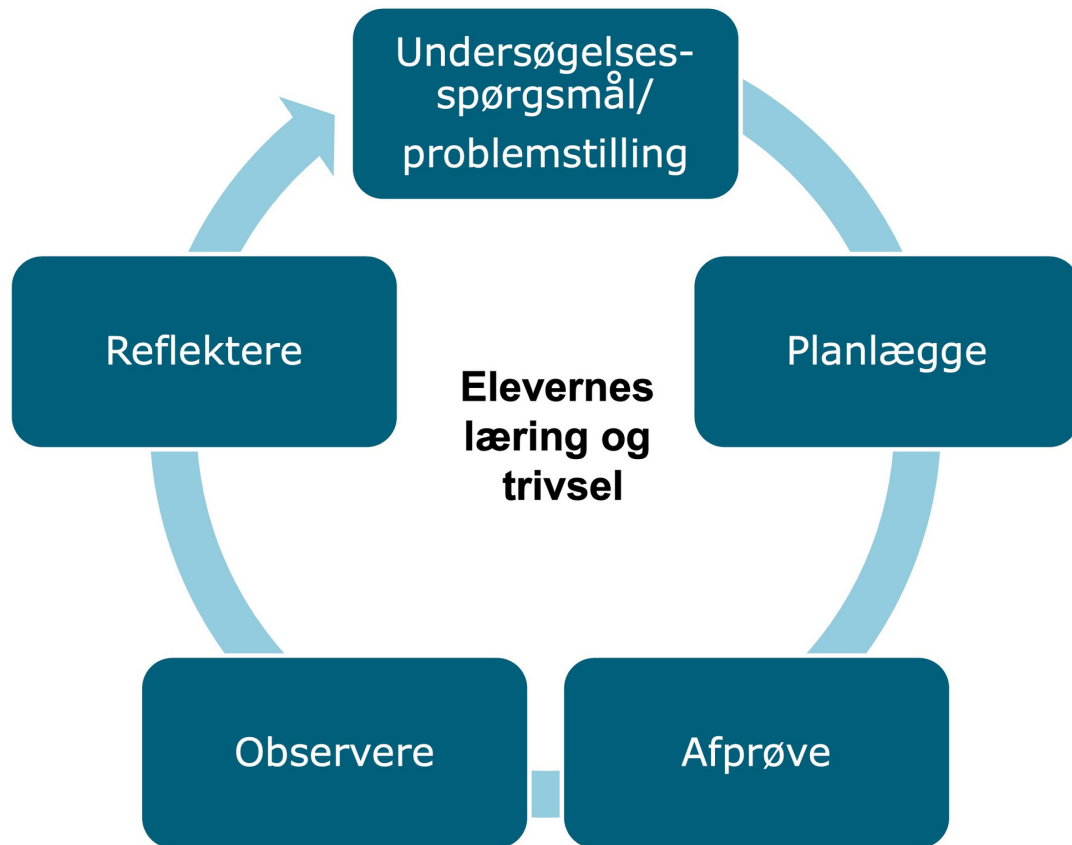 Undersøgelses-
spørgsmål/
problemstilling
Planlægge
Afprøve
Observere
Reflektere
Elevernes
læring og
trivsel